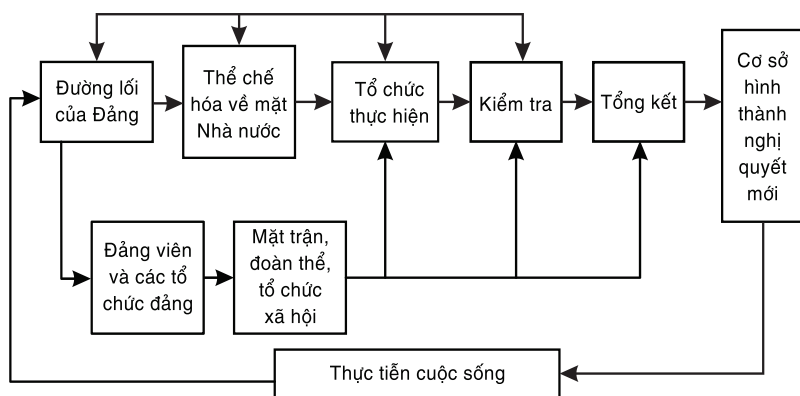 Đường lối
của Đảng
Thể chế
hóa về mặt
Nhà nước
Tổ chức
thực hiện
Kiểm tra
Tổng kết
Cơ sở
hình
thành
nghị
quyết
mới
Đảng viên
và các tổ
chức đảng
Mặt trận,
đoàn thể,
tổ chức
xã hội
Thực tiễn cuộc sống